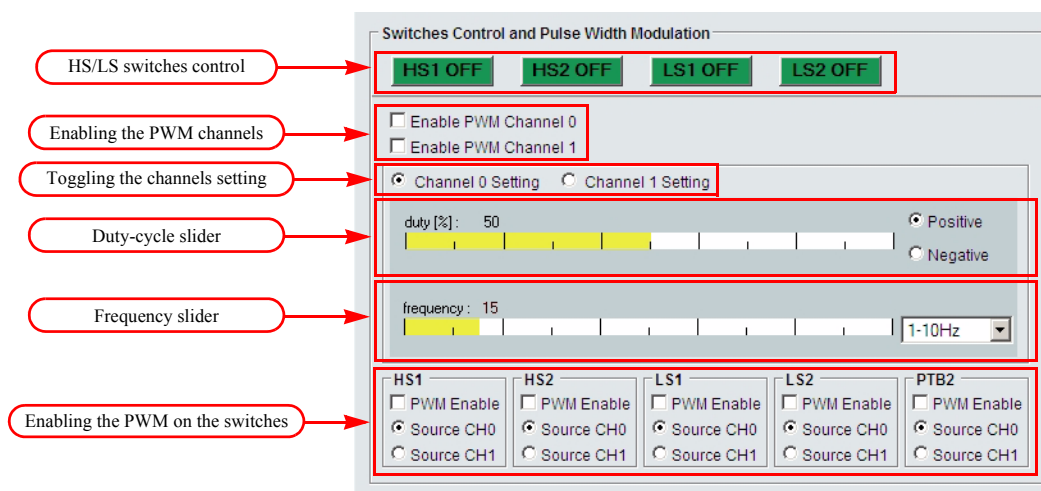 Switches Control and Pulse Width Modulation
HS/LS switches control
HS1 OFF HS2 OFF LS1 OFF LS2 OFF
Enabling the PWM channels
Enable PWM Channel 0
Enable PWM Channel 1
Toggling the channels setting
Channel 0 Setting Channel 1 Setting
Duty-cycle slider
duty [%] : 50
Positive
Negative
Frequency slider
frequency : 15
1-10Hz
Enabling the PWM on the switches
HS1 HS2 LS1 LS2 PTB2
PWM Enable PWM Enable PWM Enable PWM Enable PWM Enable
Source CH0 Source CH0 Source CH0 Source CH0 Source CH0
Source CH1 Source CH1 Source CH1 Source CH1 Source CH1